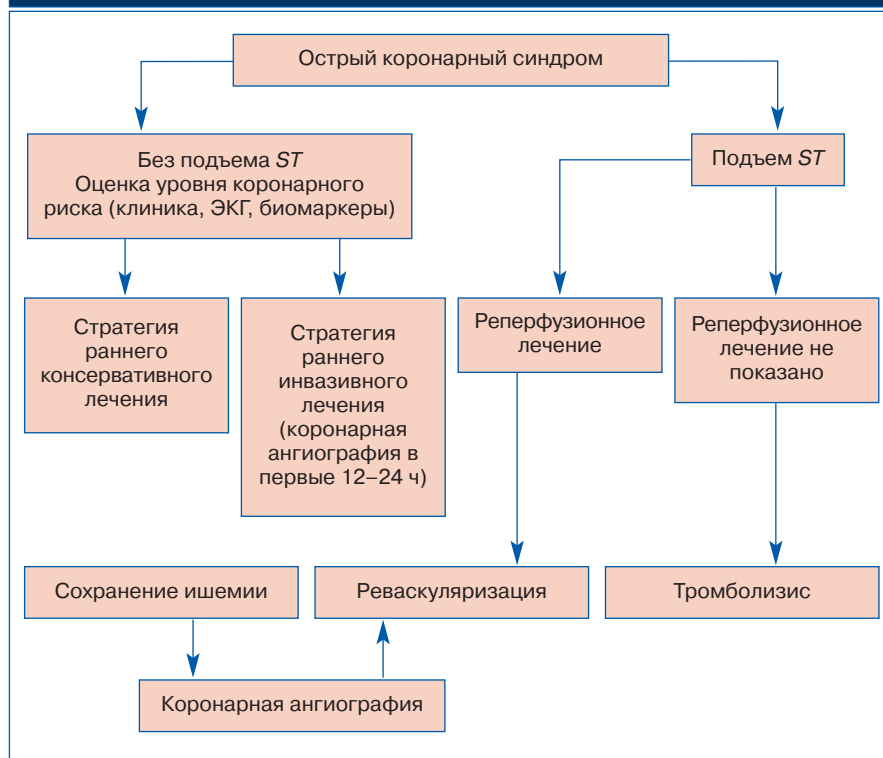 Острый коронарный синдром
Без подъема ST
Оценка уровня коронарного
риска (клиника, ЭКГ, биомаркеры)
Подъем ST
Стратегия
раннего
консервативного
лечения
Стратегия
раннего
инвазивного
лечения
(коронарная
ангиография в
первые 12–24 ч)
Реперфузионное
лечение
Реперфузионное
лечение не
показано
Сохранение ишемии
Реваскуляризация
Тромболизис
Коронарная ангиография